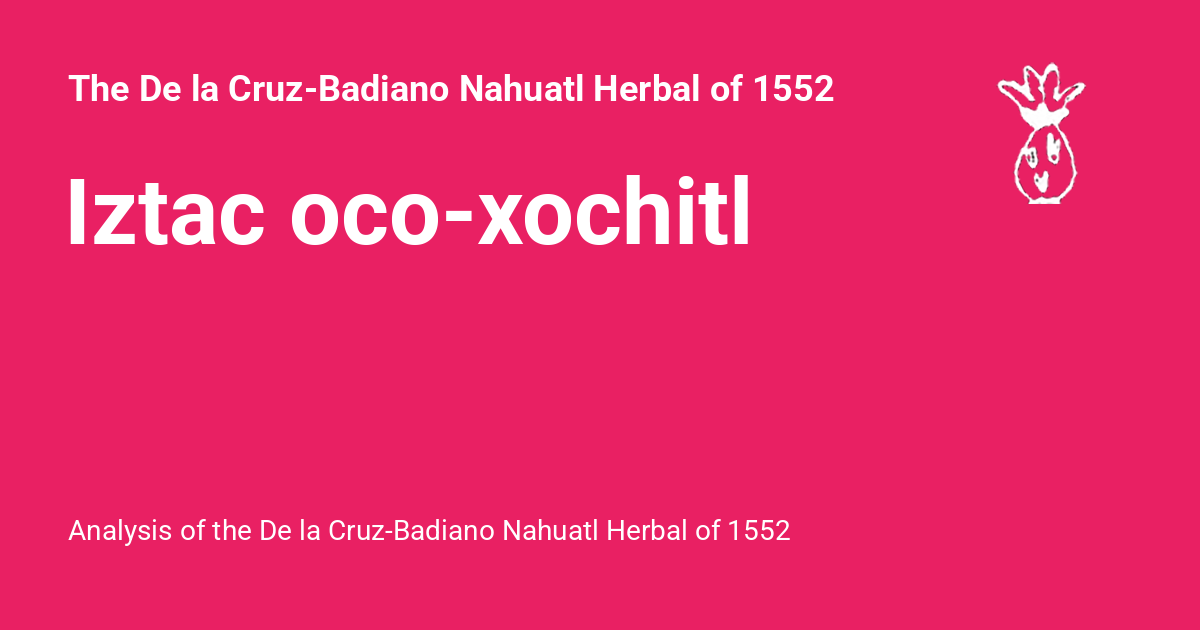 The De la Cruz-Badiano Nahuatl Herbal of 1552
Iztac oco-xochitl
Analysis of the De la Cruz-Badiano Nahuatl Herbal of 1552